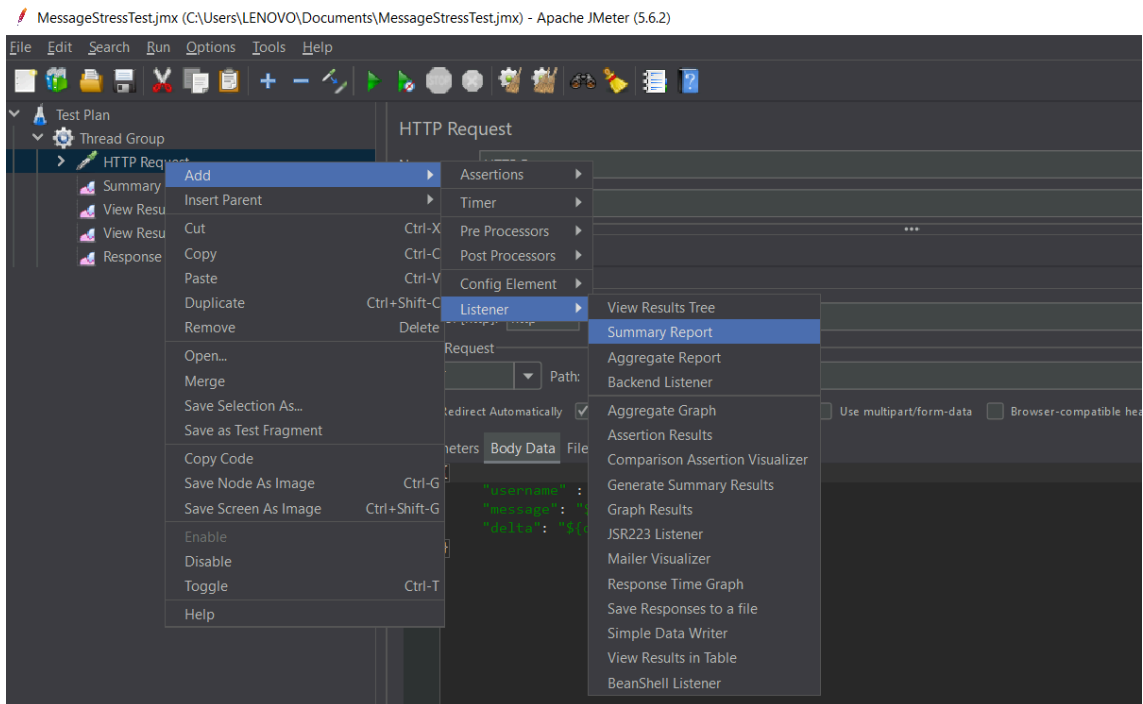 MessageStressTest.jmx (C:\Users\LENOVO\Documents\MessageStressTest.jmx) - Apache JMeter (5.6.2)
File Edit Search Run Options Tools Help
STOP
Test Plan
Thread Group
HTTP Request
Summary
View Resu
View Resu
Response
HTTP Request
Add
Insert Parent
Cut Ctrl-X
Copy Ctrl-C
Paste Ctrl-V
Duplicate Ctrl+Shift-C
Remove Delete
Open...
Merge
Save Selection As...
Save as Test Fragment
Copy Code
Save Node As Image Ctrl-G
Save Screen As Image Ctrl+Shift-G
Enable
Disable
Toggle Ctrl-T
Help
Assertions
Timer
Pre Processors
Post Processors
Config Element
Listener
View Results Tree
Summary Report
Aggregate Report
Backend Listener
Aggregate Graph
Assertion Results
Comparison Assertion Visualizer
Generate Summary Results
Graph Results
JSR223 Listener
Mailer Visualizer
Response Time Graph
Save Responses to a file
Simple Data Writer
View Results in Table
BeanShell Listener
Request
Path:
Redirect Automatically Use multipart/form-data Browser-compatible hea
meters Body Data File
"username" :
"message": "$
"delta": "${
}